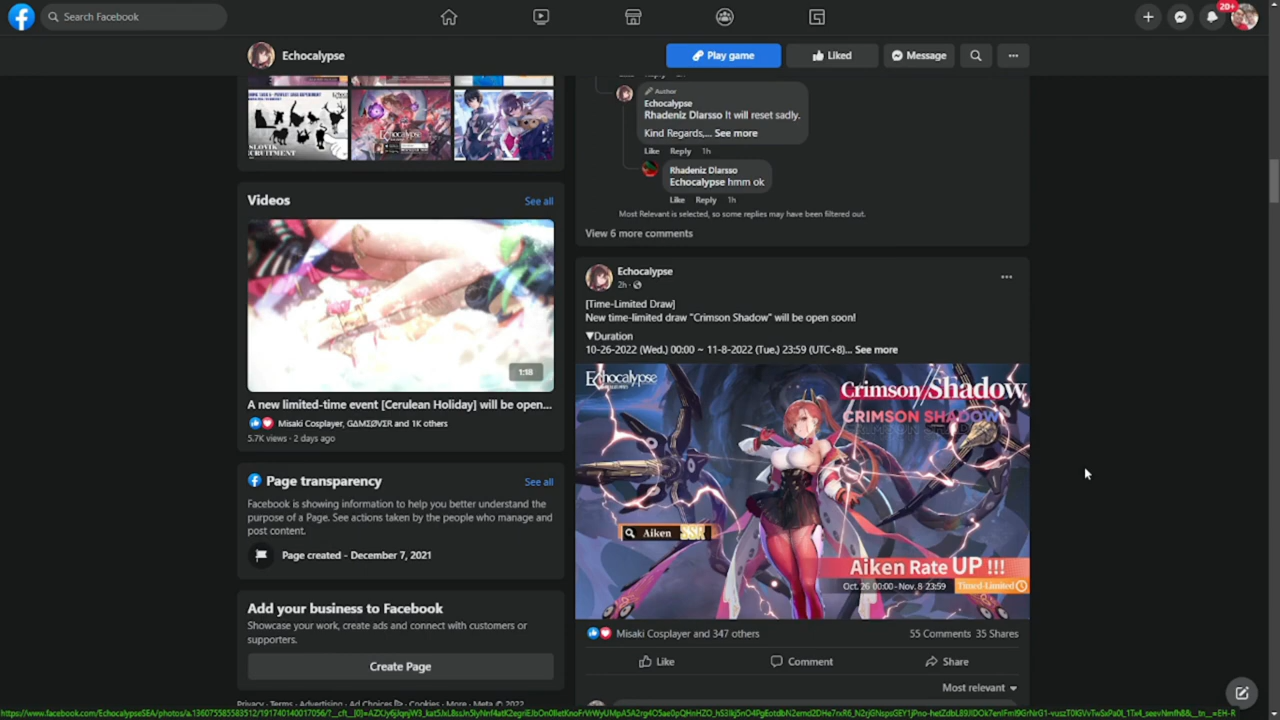 Search Facebook
20+
Echocalypse
Play game
Liked
Message
SLOVIK
Echocalypse
Videos
See all
1:18
A new limited-time event [Cerulean Holiday] will be open...
Misaki Cosplayer, GΔMΣØVΣR and 1K others
5.7K views · 2 days ago
Page transparency
See all
Facebook is showing information to help you better understand the
purpose of a Page. See actions taken by the people who manage and
post content.
Page created - December 7, 2021
Add your business to Facebook
Showcase your work, create ads and connect with customers or
supporters.
Create Page
Privacy · Terms · Advertising · Ad Choices · Cookies · More · Meta © 2022
Author
Echocalypse
Rhadeniz Dlarsso It will reset sadly.
Kind Regards,... See more
Like Reply 1h
Rhadeniz Dlarsso
Echocalypse hmm ok
Like Reply 1h
Most Relevant is selected, so some replies may have been filtered out.
View 6 more comments
Echocalypse
2h
[Time-Limited Draw]
New time-limited draw "Crimson Shadow" will be open soon!
▼Duration
10-26-2022 (Wed.) 00:00 ~ 11-8-2022 (Tue.) 23:59 (UTC+8)... See more
Echocalypse
Crimson Shadow
CRIMSON SHADOW
Aiken SSR
Aiken Rate UP !!!
Oct. 26 00:00 - Nov. 8 23:59 Timed-Limited
Misaki Cosplayer and 347 others
55 Comments 35 Shares
Like Comment Share
Most relevant